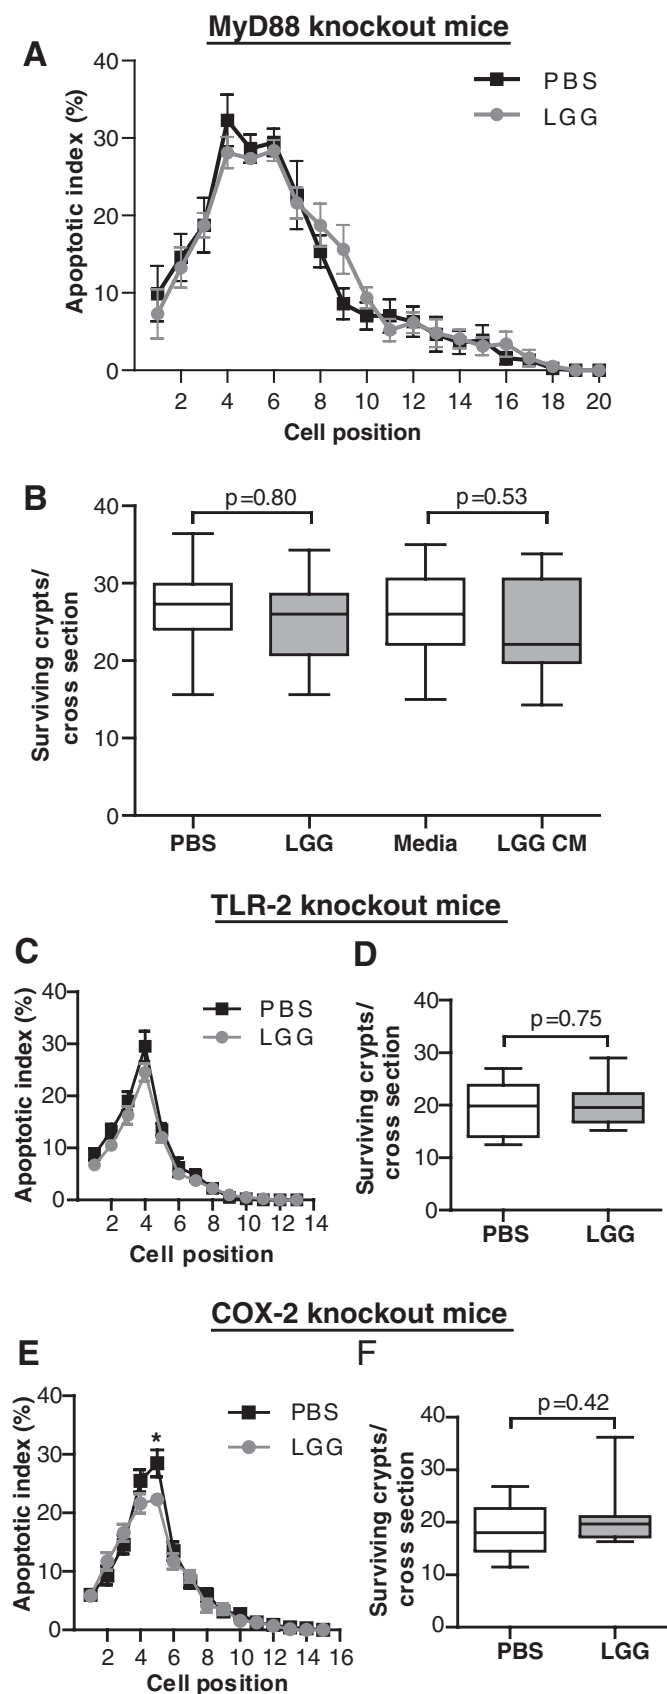 MyD88 knockout mice
A
Apoptotic index (%)
40
30
20
10
0
PBS
LGG
2 4 6 8 10 12 14 16 18 20
Cell position
B
Surviving crypts/
cross section
40
30
20
10
0
p=0.80
p=0.53
PBS LGG Media LGG CM
TLR-2 knockout mice
C
Apoptotic index (%)
40
30
20
10
0
PBS
LGG
2 4 6 8 10 12 14
Cell position
D
Surviving crypts/
cross section
40
30
20
10
0
p=0.75
PBS LGG
COX-2 knockout mice
E
Apoptotic index (%)
40
30
20
10
0
PBS
LGG
*
2 4 6 8 10 12 14 16
Cell position
F
Surviving crypts/
cross section
40
30
20
10
0
p=0.42
PBS LGG